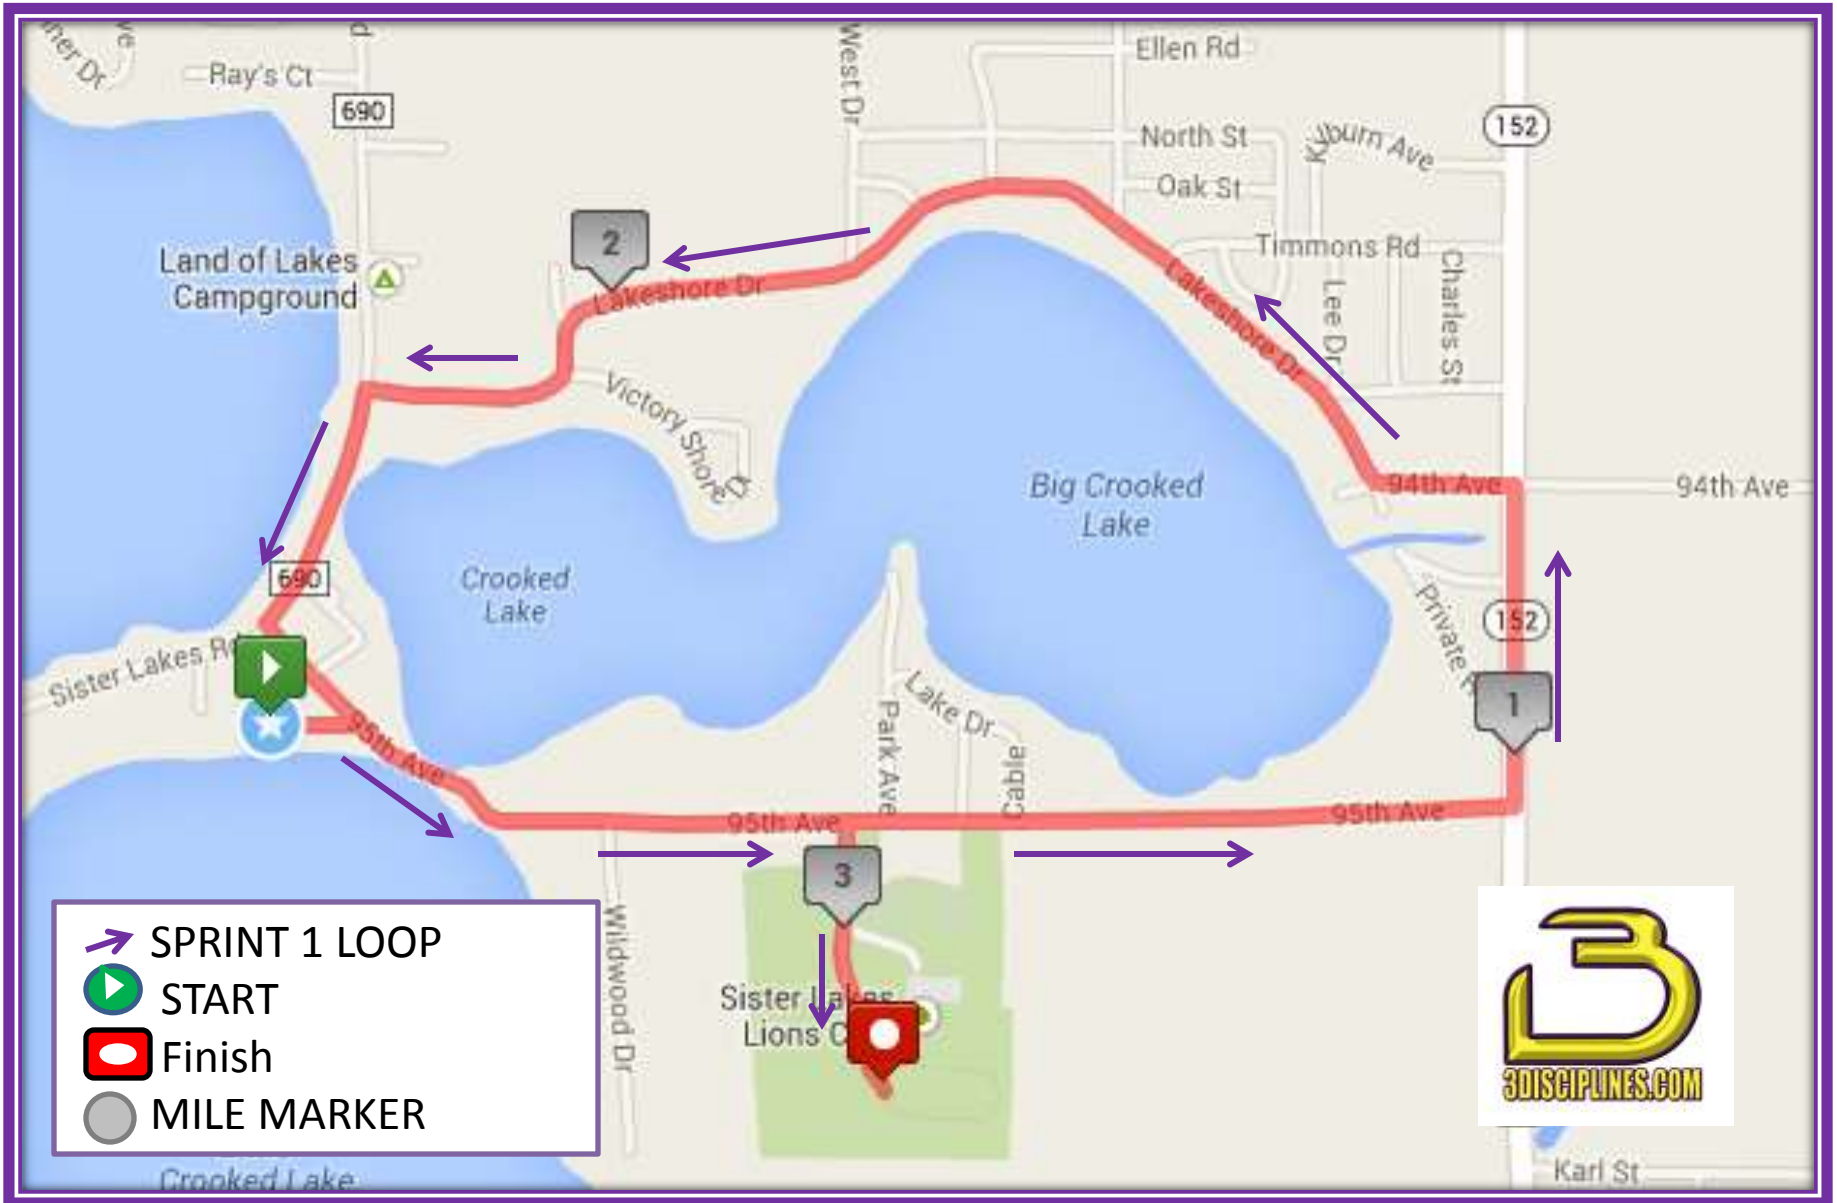 Ray's Ct
690
West Dr
Ellen Rd
North St
Oak St
Kyburn Ave
152
Land of Lakes
Campground
2
Lakeshore Dr
Timmons Rd
Lakeshore Dr
Lee Dr
Charles St
Victory Shore Dr
Big Crooked
Lake
94th Ave
94th Ave
Crooked
Lake
690
152
Private
Sister Lakes Rd
1
95th Ave
Lake Dr
Park Ave
Cable
95th Ave
95th Ave
3
Wildwood Dr
Sister Lakes
Lions
SPRINT 1 LOOP
START
Finish
MILE MARKER
3
3DISCIPLINES.COM
Crooked Lake
Karl St